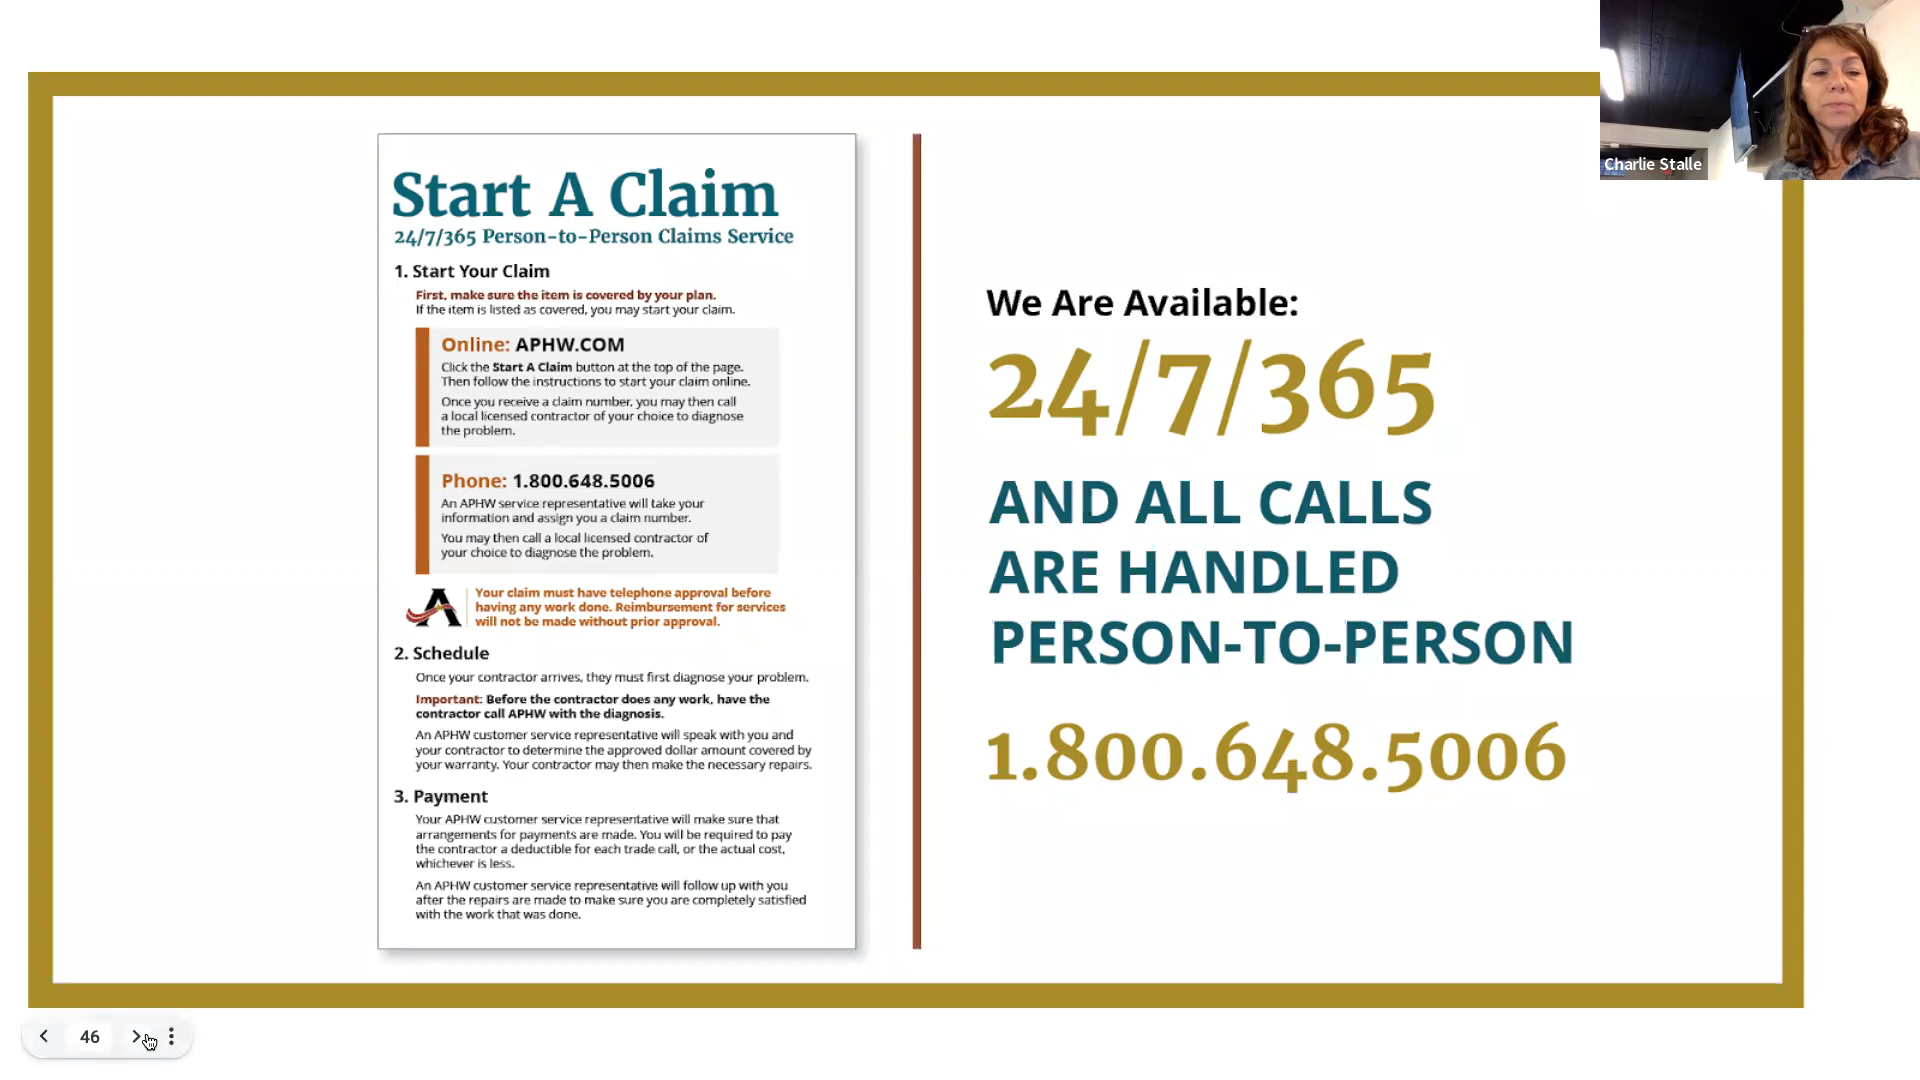 Start A Claim
24/7/365 Person-to-Person Claims Service
1. Start Your Claim
First, make sure the item is covered by your plan.
If the item is listed as covered, you may start your claim.
Online: APHW.COM
Click the Start A Claim button at the top of the page.
Then follow the instructions to start your claim online.
Once you receive a claim number, you may then call
a local licensed contractor of your choice to diagnose
the problem.
Phone: 1.800.648.5006
An APHW service representative will take your
information and assign you a claim number.
You may then call a local licensed contractor of
your choice to diagnose the problem.
Your claim must have telephone approval before
having any work done. Reimbursement for services
will not be made without prior approval.
2. Schedule
Once your contractor arrives, they must first diagnose your problem.
Important: Before the contractor does any work, have the
contractor call APHW with the diagnosis.
An APHW customer service representative will speak with you and
your contractor to determine the approved dollar amount covered by
your warranty. Your contractor may then make the necessary repairs.
3. Payment
Your APHW customer service representative will make sure that
arrangements for payments are made. You will be required to pay
the contractor a deductible for each trade call, or the actual cost,
whichever is less.
An APHW customer service representative will follow up with you
after the repairs are made to make sure you are completely satisfied
with the work that was done.
We Are Available:
24/7/365
AND ALL CALLS
ARE HANDLED
PERSON-TO-PERSON
1.800.648.5006
Charlie Stalle
46